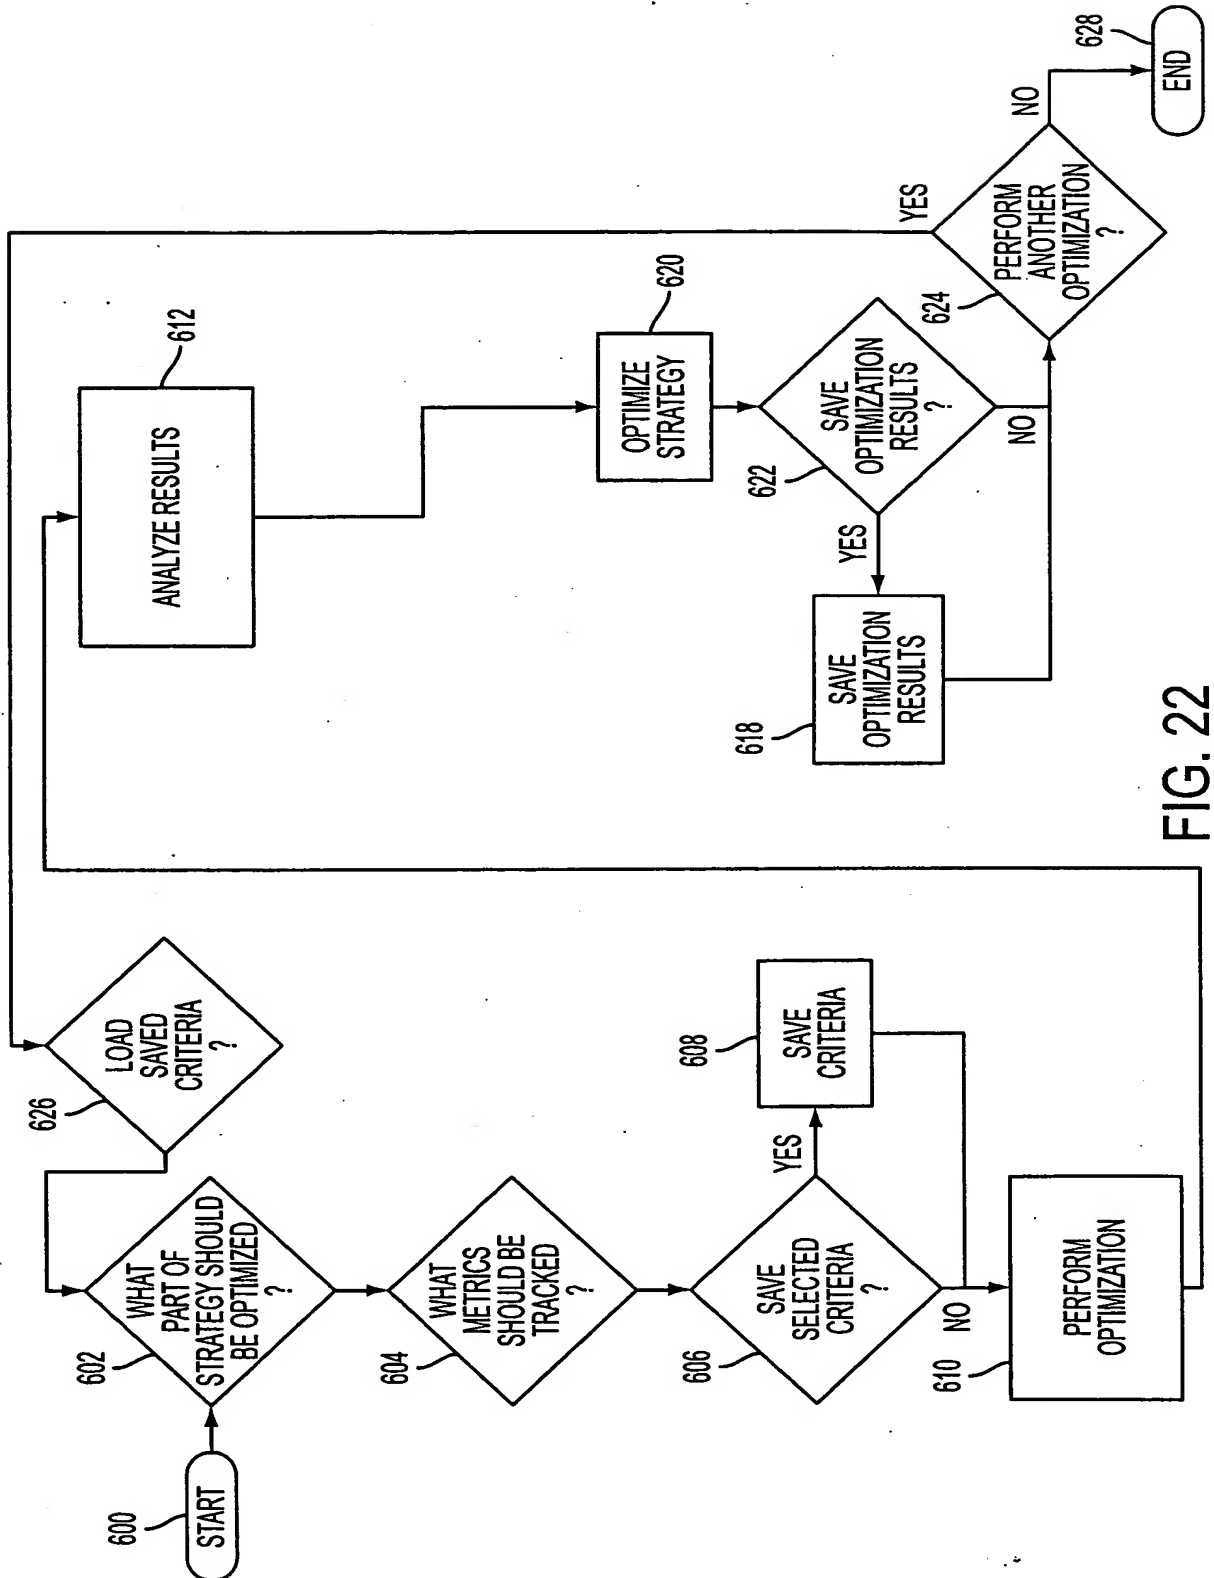 600
START
602
WHAT
PART OF
STRATEGY SHOULD
BE OPTIMIZED
?
626
LOAD
SAVED
CRITERIA
?
604
WHAT
METRICS
SHOULD BE
TRACKED
?
606
SAVE
SELECTED
CRITERIA
?
YES
NO
608
SAVE
CRITERIA
610
PERFORM
OPTIMIZATION
612
ANALYZE RESULTS
620
OPTIMIZE
STRATEGY
622
SAVE
OPTIMIZATION
RESULTS
?
YES
NO
618
SAVE
OPTIMIZATION
RESULTS
624
PERFORM
ANOTHER
OPTIMIZATION
?
YES
NO
628
END
FIG. 22